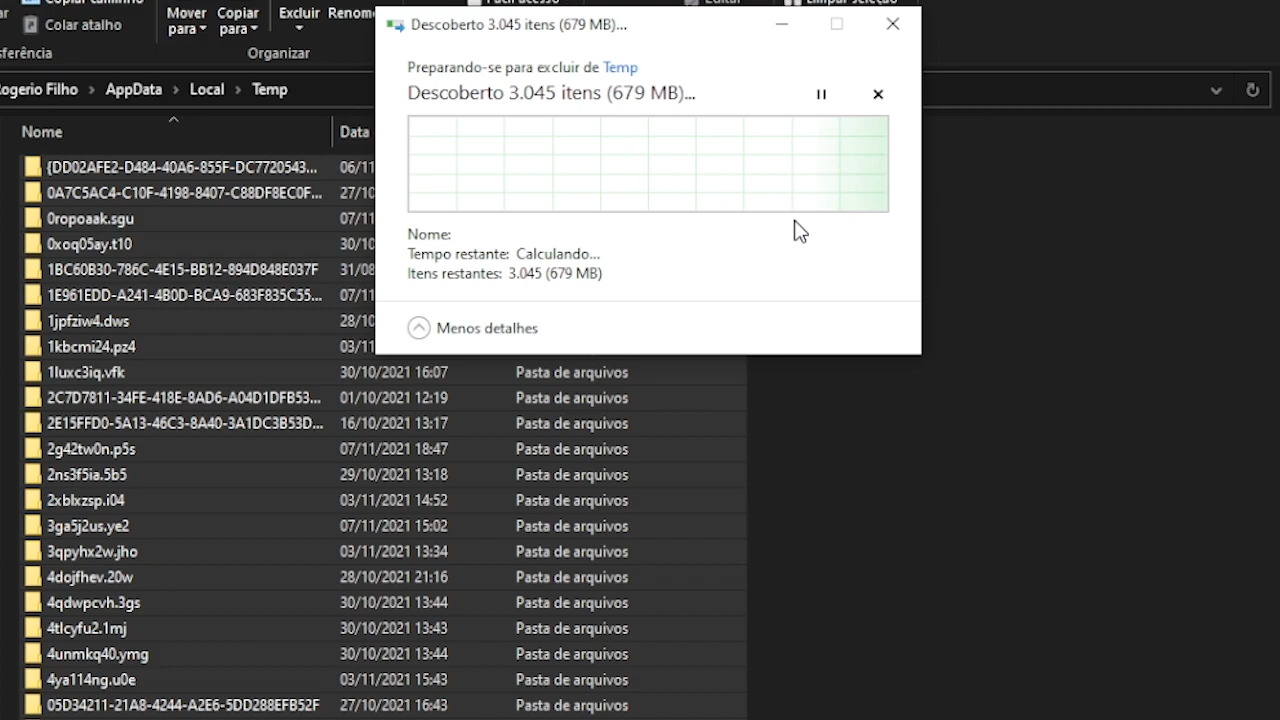 Copiar caminho
Colar atalho
Mover para
Copiar para
Excluir
Renom
Fácil acesso
Editar
Limpar seleção
sferência
Organizar
ogerio Filho > AppData > Local > Temp
Nome
Data
Descoberto 3.045 itens (679 MB)...
Preparando-se para excluir de Temp
Descoberto 3.045 itens (679 MB)...
Nome:
Tempo restante: Calculando...
Itens restantes: 3.045 (679 MB)
Menos detalhes
{DD02AFE2-D484-40A6-855F-DC7720543... 06/11
0A7C5AC4-C10F-4198-8407-C88DF8EC0F... 27/10
0ropoaak.sgu 07/11
0xoq05ay.t10 30/10
1BC60B30-786C-4E15-BB12-894D848E037F 31/08
1E961EDD-A241-4B0D-BCA9-683F835C55... 07/11
1jpfziw4.dws 28/10
1kbcmi24.pz4 03/11
1luxc3iq.vfk 30/10/2021 16:07 Pasta de arquivos
2C7D7811-34FE-418E-8AD6-A04D1DFB53... 01/10/2021 12:19 Pasta de arquivos
2E15FFD0-5A13-46C3-8A40-3A1DC3B53D... 16/10/2021 13:17 Pasta de arquivos
2g42tw0n.p5s 07/11/2021 18:47 Pasta de arquivos
2ns3f5ia.5b5 29/10/2021 13:18 Pasta de arquivos
2xblxzsp.i04 03/11/2021 14:52 Pasta de arquivos
3ga5j2us.ye2 07/11/2021 15:02 Pasta de arquivos
3qpyhx2w.jho 03/11/2021 13:34 Pasta de arquivos
4dojfhev.20w 28/10/2021 21:16 Pasta de arquivos
4qdwpcvh.3gs 30/10/2021 13:44 Pasta de arquivos
4tlcyfu2.1mj 30/10/2021 13:43 Pasta de arquivos
4unmkq40.ymg 30/10/2021 13:44 Pasta de arquivos
4ya114ng.u0e 03/11/2021 15:43 Pasta de arquivos
05D34211-21A8-4244-A2E6-5DD288EFB52F 27/10/2021 16:43 Pasta de arquivos